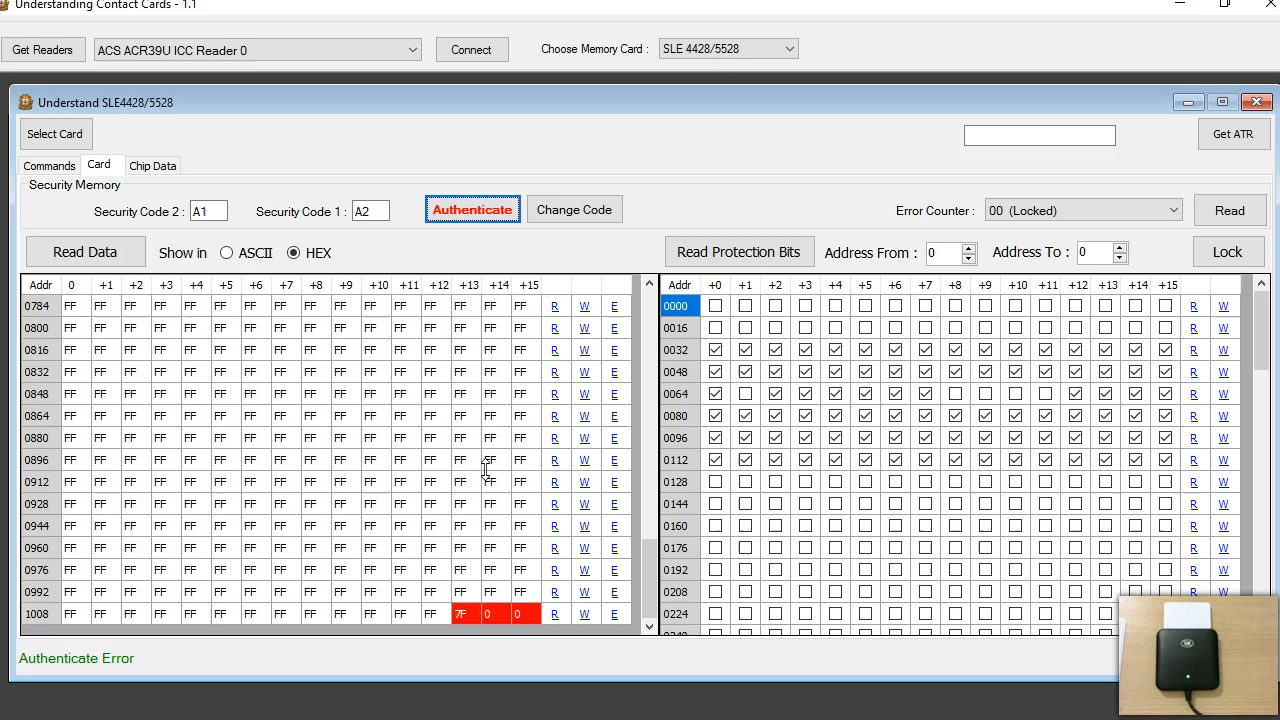 Understanding Contact Cards - 1.1
Get Readers ACS ACR39U ICC Reader 0 Connect Choose Memory Card : SLE 4428/5528
Understand SLE4428/5528
Select Card Get ATR
Commands Card Chip Data
Security Memory
Security Code 2 : A1 Security Code 1 : A2 Authenticate Change Code Error Counter : 00 (Locked) Read
Read Data Show in ASCII HEX Read Protection Bits Address From : 0 Address To : 0 Lock
Addr 0 +1 +2 +3 +4 +5 +6 +7 +8 +9 +10 +11 +12 +13 +14 +15 Addr +0 +1 +2 +3 +4 +5 +6 +7 +8 +9 +10 +11 +12 +13 +14 +15
0784 FF FF FF FF FF FF FF FF FF FF FF FF FF FF FF FF R W E 0000 R W
0800 FF FF FF FF FF FF FF FF FF FF FF FF FF FF FF FF R W E 0016 R W
0816 FF FF FF FF FF FF FF FF FF FF FF FF FF FF FF FF R W E 0032 R W
0832 FF FF FF FF FF FF FF FF FF FF FF FF FF FF FF FF R W E 0048 R W
0848 FF FF FF FF FF FF FF FF FF FF FF FF FF FF FF FF R W E 0064 R W
0864 FF FF FF FF FF FF FF FF FF FF FF FF FF FF FF FF R W E 0080 R W
0880 FF FF FF FF FF FF FF FF FF FF FF FF FF FF FF FF R W E 0096 R W
0896 FF FF FF FF FF FF FF FF FF FF FF FF FF FF FF FF R W E 0112 R W
0912 FF FF FF FF FF FF FF FF FF FF FF FF FF FF FF FF R W E 0128 R W
0928 FF FF FF FF FF FF FF FF FF FF FF FF FF FF FF FF R W E 0144 R W
0944 FF FF FF FF FF FF FF FF FF FF FF FF FF FF FF FF R W E 0160 R W
0960 FF FF FF FF FF FF FF FF FF FF FF FF FF FF FF FF R W E 0176 R W
0976 FF FF FF FF FF FF FF FF FF FF FF FF FF FF FF FF R W E 0192 R W
0992 FF FF FF FF FF FF FF FF FF FF FF FF FF FF FF FF R W E 0208 R W
1008 FF FF FF FF FF FF FF FF FF FF FF FF FF 7F 0 0 R W E 0224
Authenticate Error